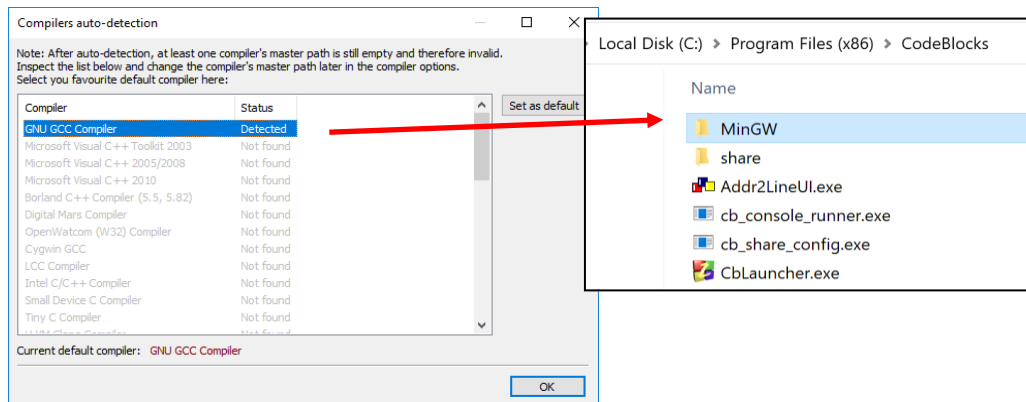 Compilers auto-detection
Note: After auto-detection, at least one compiler's master path is still empty and therefore invalid.
Inspect the list below and change the compiler's master path later in the compiler options.
Select you favourite default compiler here:
Compiler Status
GNU GCC Compiler Detected
Microsoft Visual C++ Toolkit 2003 Not found
Microsoft Visual C++ 2005/2008 Not found
Microsoft Visual C++ 2010 Not found
Borland C++ Compiler (5.5, 5.82) Not found
Digital Mars Compiler Not found
OpenWatcom (W32) Compiler Not found
Cygwin GCC Not found
LCC Compiler Not found
Intel C/C++ Compiler Not found
Small Device C Compiler Not found
Tiny C Compiler Not found
Set as default
Current default compiler: GNU GCC Compiler
OK
Local Disk (C:) > Program Files (x86) > CodeBlocks
Name
MinGW
share
Addr2LineUI.exe
cb_console_runner.exe
cb_share_config.exe
CbLauncher.exe